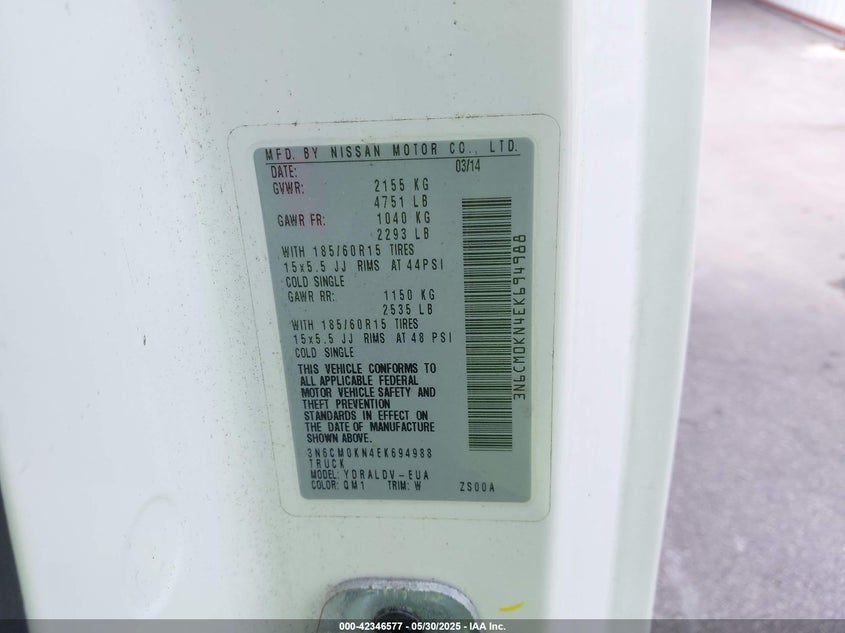 MFD. BY NISSAN MOTOR CO., LTD.
DATE: 03/14
GVWR: 2155 KG
4751 LB
GAWR FR: 1040 KG
2293 LB
WITH 185/60R15 TIRES
15x5.5 JJ RIMS AT 44PSI
COLD SINGLE
GAWR RR: 1150 KG
2535 LB
WITH 185/60R15 TIRES
15x5.5 JJ RIMS AT 48 PSI
COLD SINGLE
THIS VEHICLE CONFORMS TO
ALL APPLICABLE FEDERAL
MOTOR VEHICLE SAFETY AND
THEFT PREVENTION
STANDARDS IN EFFECT ON
THE DATE OF MANUFACTURE
SHOWN ABOVE.
3N6CM0KN4EK694988
TRUCK
MODEL: YDRALDV-EUA
COLOR: QM1 TRIM: W ZS00A
3N6CM0KN4EK694988
000-42346577 - 05/30/2025 - IAA Inc.